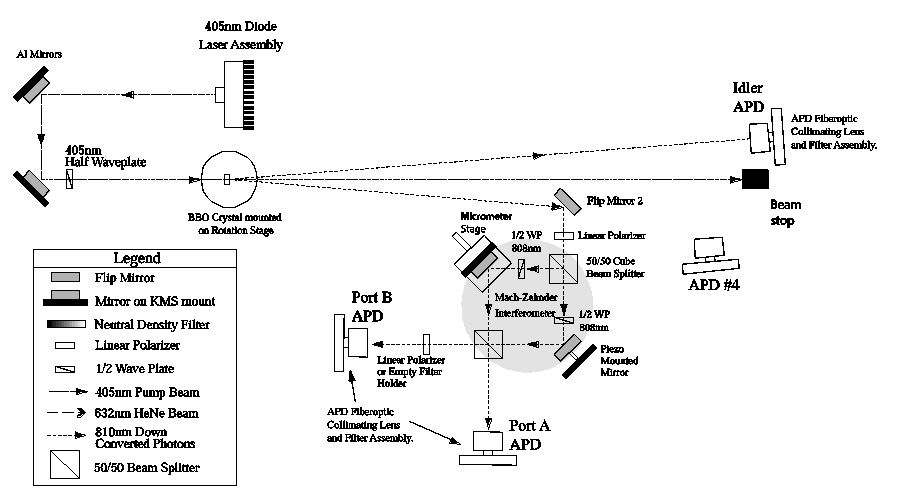 405nm Diode
Laser Assembly
Al Mirrors
Idler
APD
APD Fiberoptic
Collimating Lens
and Filter Assembly.
405nm
Half Waveplate
BBO Crystal mounted
on Rotation Stage
Beam
stop
Flip Mirror 2
Micrometer
Stage
1/2 WP
808nm
Linear Polarizer
50/50 Cube
Beam Splitter
APD #4
Mach-Zehnder
Interferometer
1/2 WP
808nm
Piezo
Mounted
Mirror
Port B
APD
Linear Polarizer
or Empty Filter
Holder
APD Fiberoptic
Collimating Lens
and Filter Assembly.
Port A
APD
Legend
Flip Mirror
Mirror on KMS mount
Neutral Density Filter
Linear Polarizer
1/2 Wave Plate
405nm Pump Beam
632nm HeNe Beam
810nm Down
Converted Photons
50/50 Beam Splitter